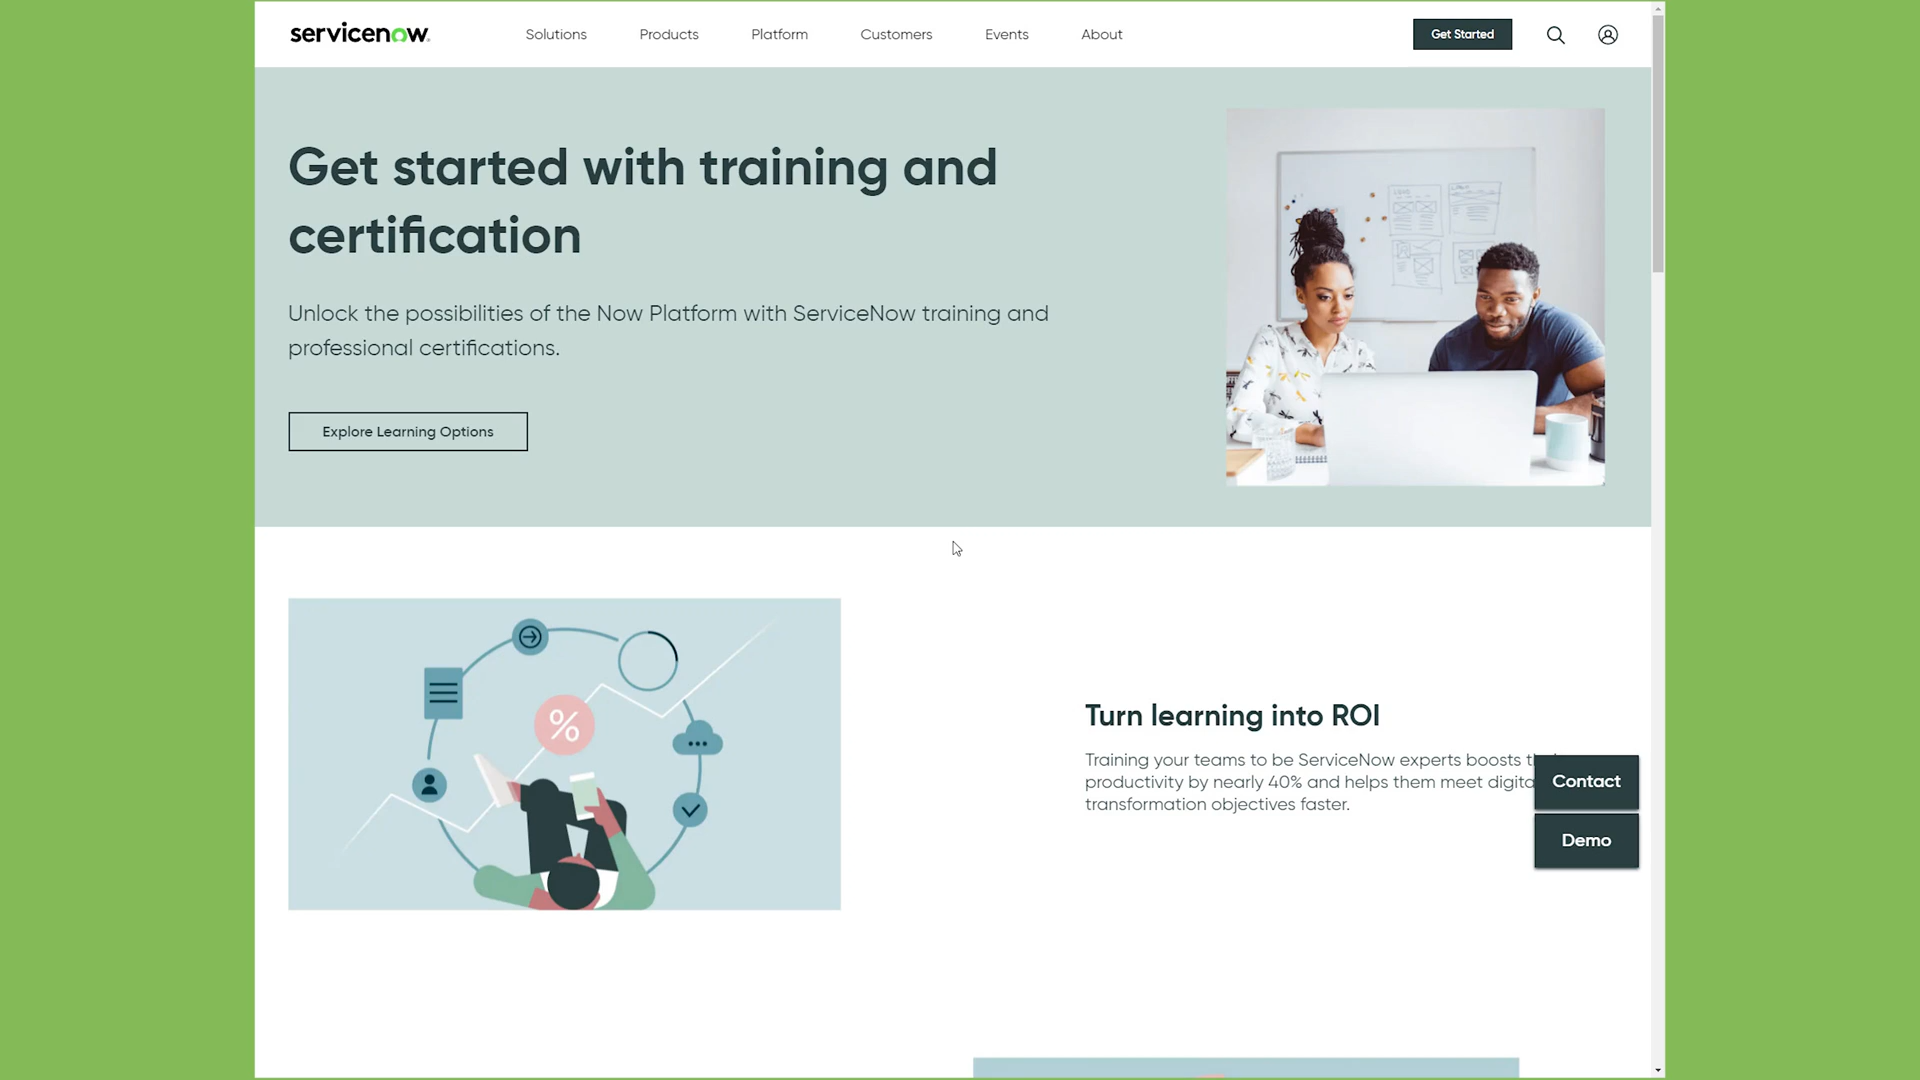 servicenow
Solutions
Products
Platform
Customers
Events
About
Get Started
Get started with training and
certification
Unlock the possibilities of the Now Platform with ServiceNow training and
professional certifications.
Explore Learning Options
%
Turn learning into ROI
Training your teams to be ServiceNow experts boosts
productivity by nearly 40% and helps them meet
transformation objectives faster.
Contact
Demo